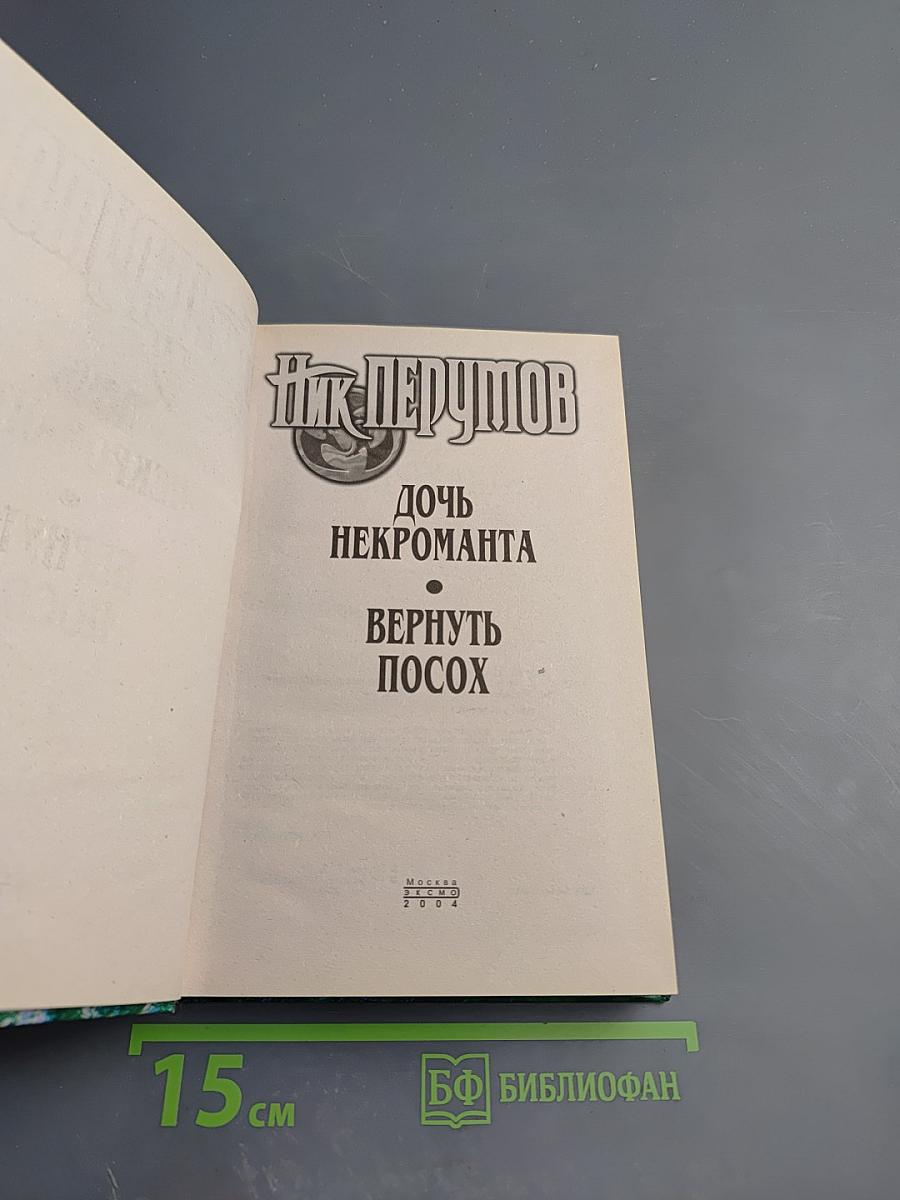 Ник ПЕРУМОВ
ДОЧЬ
НЕКРОМАНТА
•
ВЕРНУТЬ
ПОСОХ
Москва
ЭКСМО
2004
15 см
БФ БИБЛИОФАН